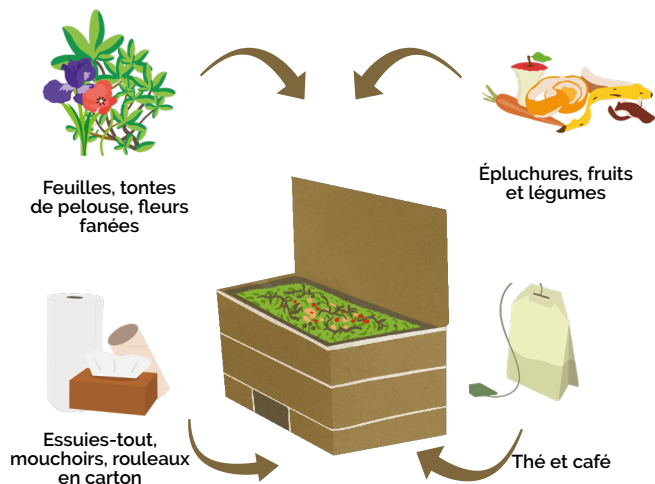 Feuilles, tontes
de pelouse, fleurs
fanées
Épluchures, fruits
et légumes
Essuies-tout,
mouchoirs, rouleaux
en carton
Thé et café